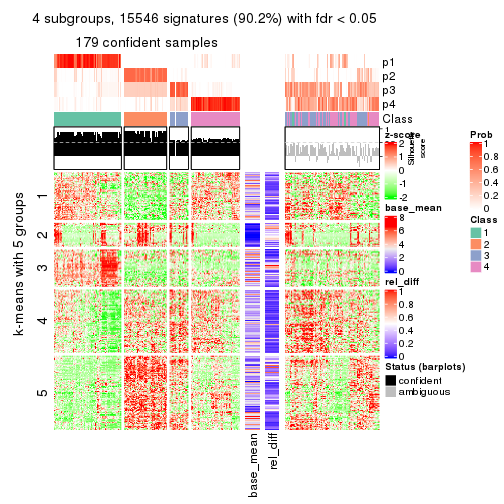 4 subgroups, 15546 signatures (90.2%) with fdr < 0.05
179 confident samples
p1
p2
p3
p4
Class
1
Silhouette score
k-means with 5 groups
1
2
3
4
5
base_mean
rel_diff
z-score
2
1
0
-1
-2
base_mean
8
6
4
2
0
rel_diff
1
0.8
0.6
0.4
0.2
0
Status (barplots)
confident
ambiguous
Prob
1
0.8
0.6
0.4
0.2
0
Class
1
2
3
4